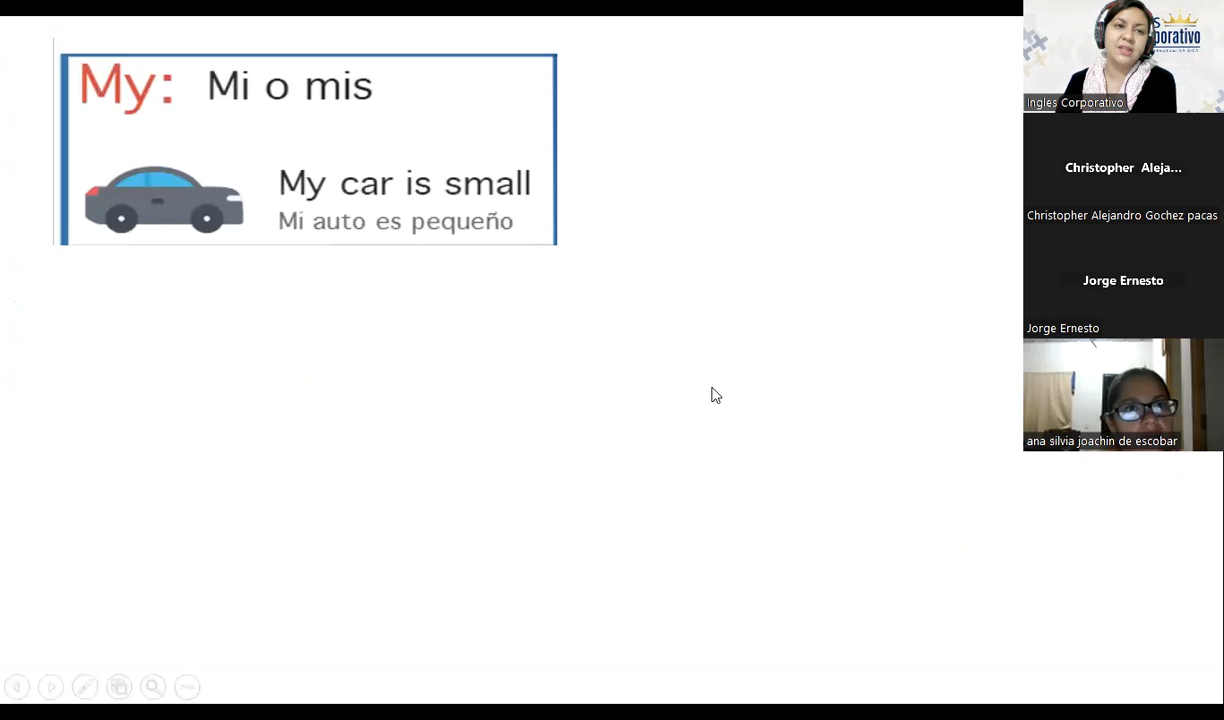 My: Mi o mis
My car is small
Mi auto es pequeño
S
porativo
Ingles Corporativo
Christopher Aleja...
Christopher Alejandro Gochez pacas
Jorge Ernesto
Jorge Ernesto
ana silvia joachin de escobar